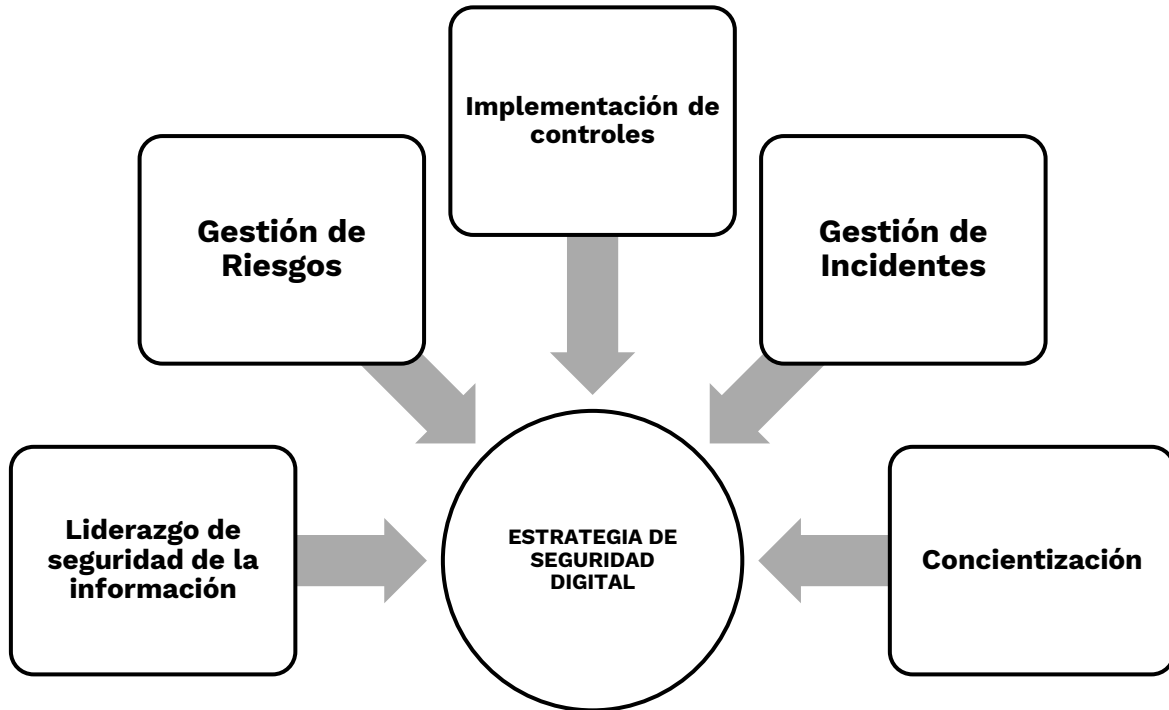 Implementación de
controles
Gestión de
Riesgos
Gestión de
Incidentes
Liderazgo de
seguridad de la
información
ESTRATEGIA DE
SEGURIDAD
DIGITAL
Concientización